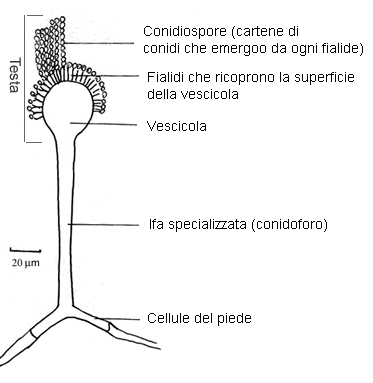 Conidiospore (cartene di
conidi che emergoo da ogni fialide)
Testa
Fialidi che ricoprono la superficie
della vescicola
Vescicola
Ifa specializzata (conidoforo)
20 µm
Cellule del piede